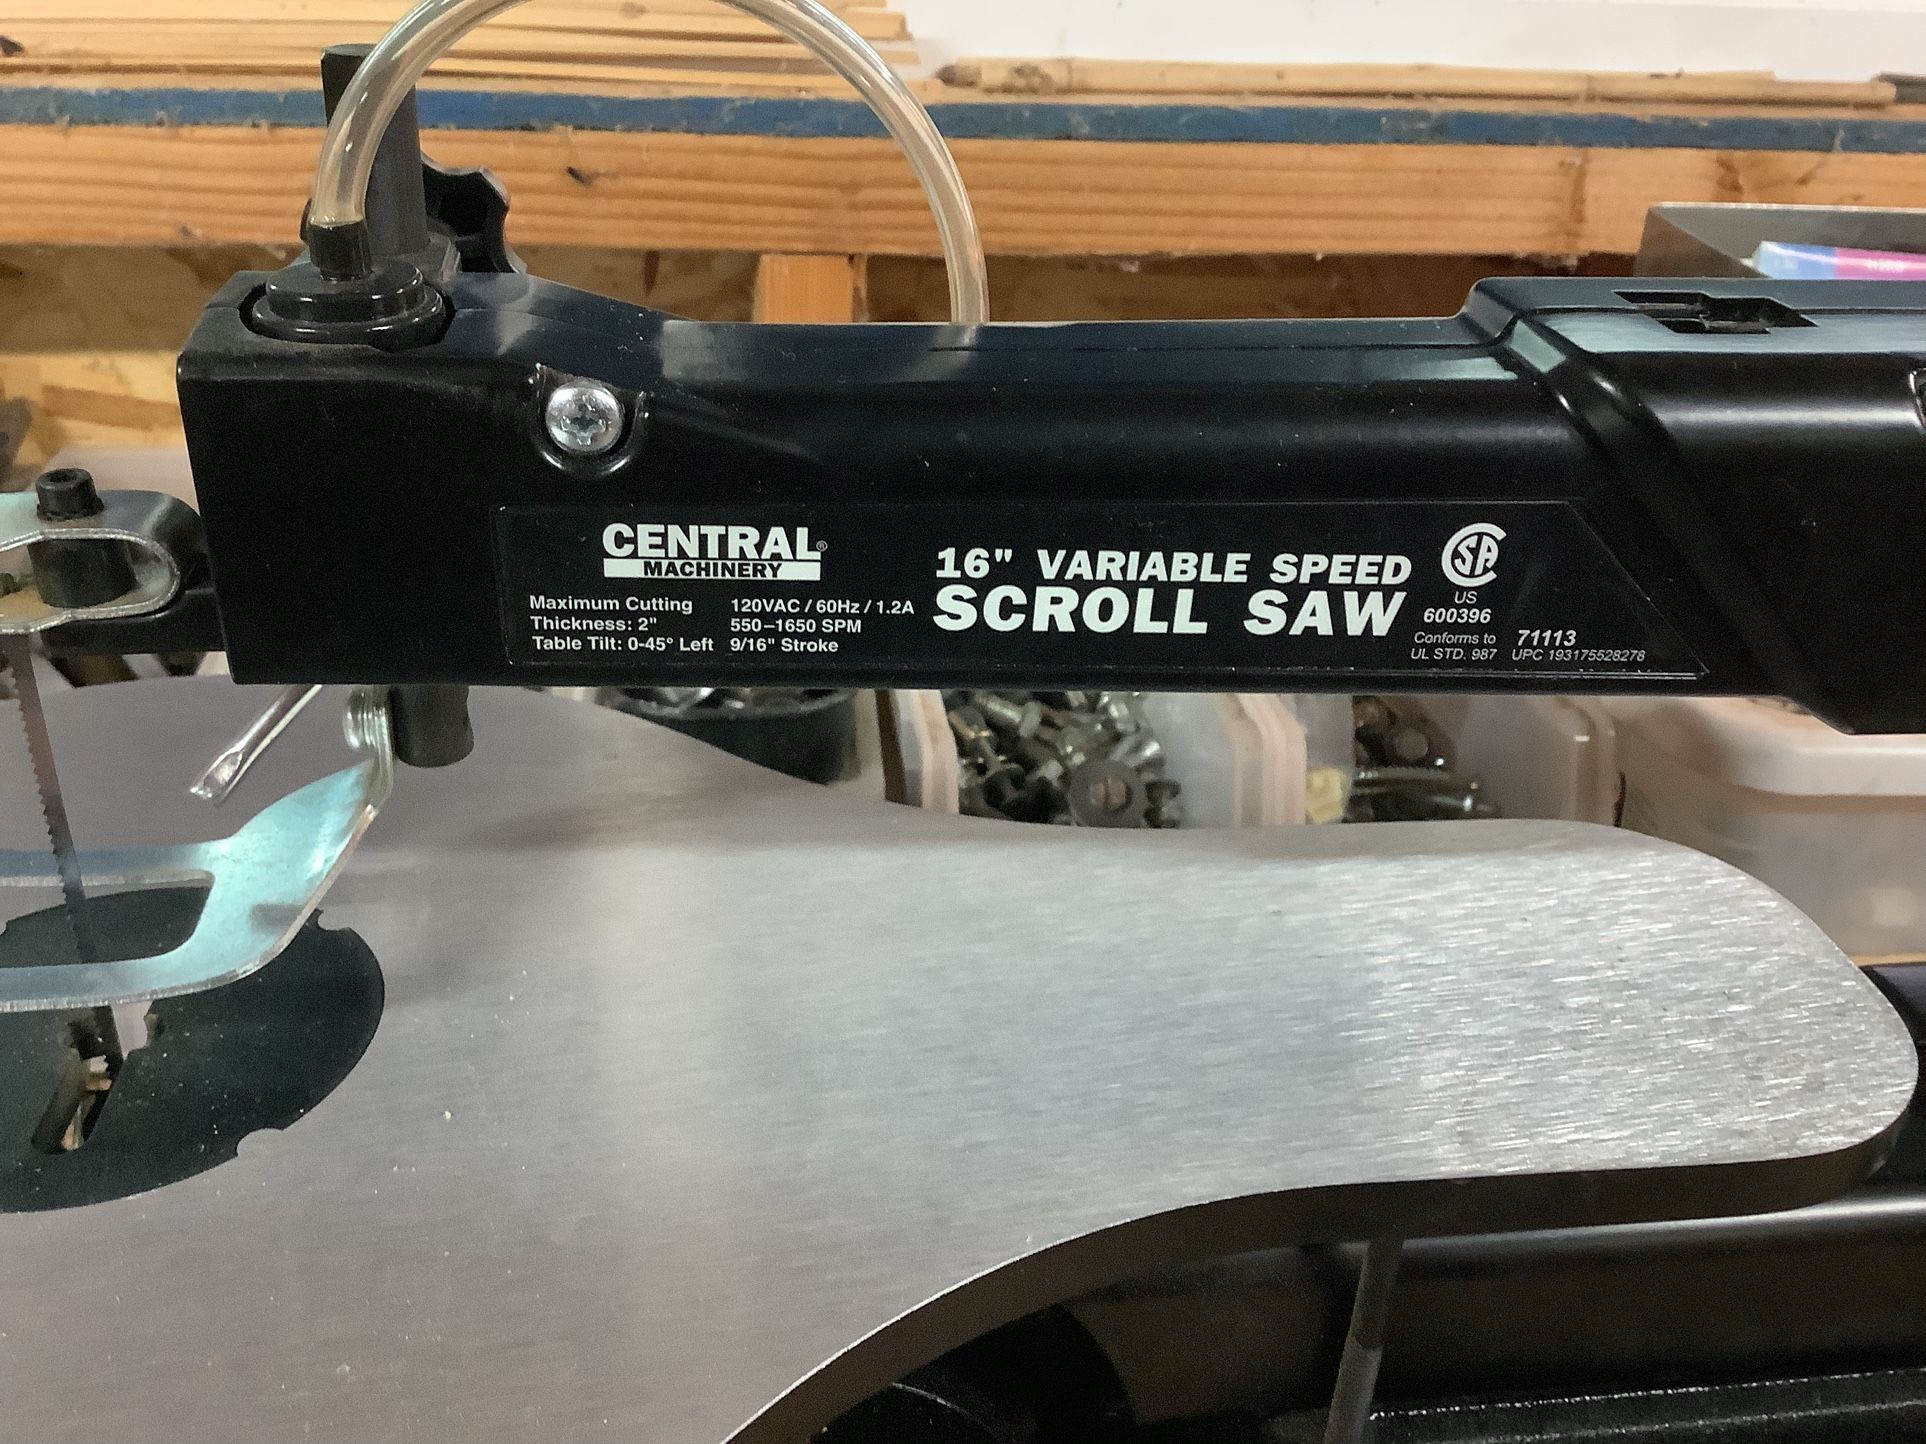 CENTRAL®
MACHINERY
Maximum Cutting
Thickness: 2"
Table Tilt: 0-45° Left
120VAC / 60Hz / 1.2A
550–1650 SPM
9/16" Stroke
16" VARIABLE SPEED
SCROLL SAW
CSA
US
600396
Conforms to
UL STD. 987
71113
UPC 193175528278